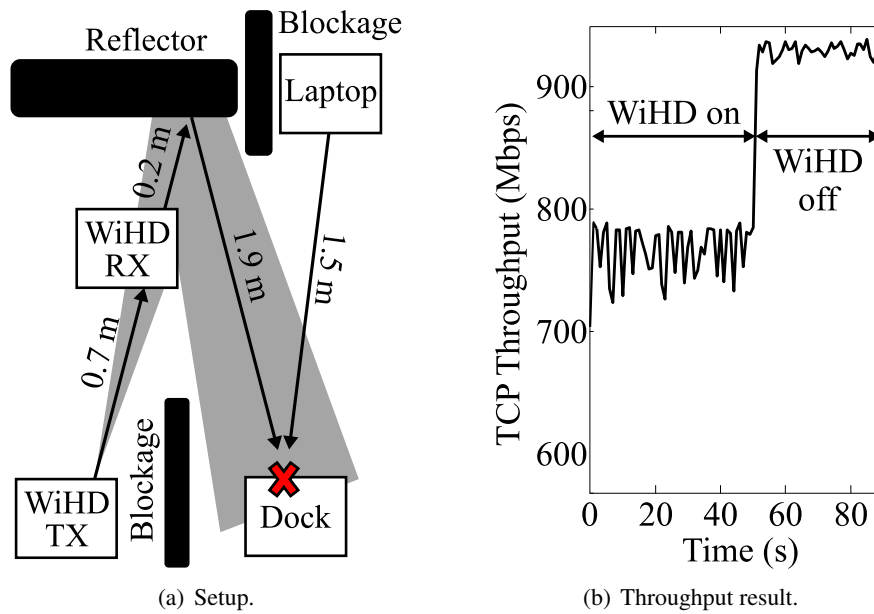 Reflector
Blockage
Laptop
0.2 m
WiHD
RX
1.9 m
1.5 m
0.7 m
Blockage
WiHD
TX
Dock
(a) Setup.
TCP Throughput (Mbps)
900
800
700
600
WiHD on
WiHD
off
0
20
40
60
80
Time (s)
(b) Throughput result.